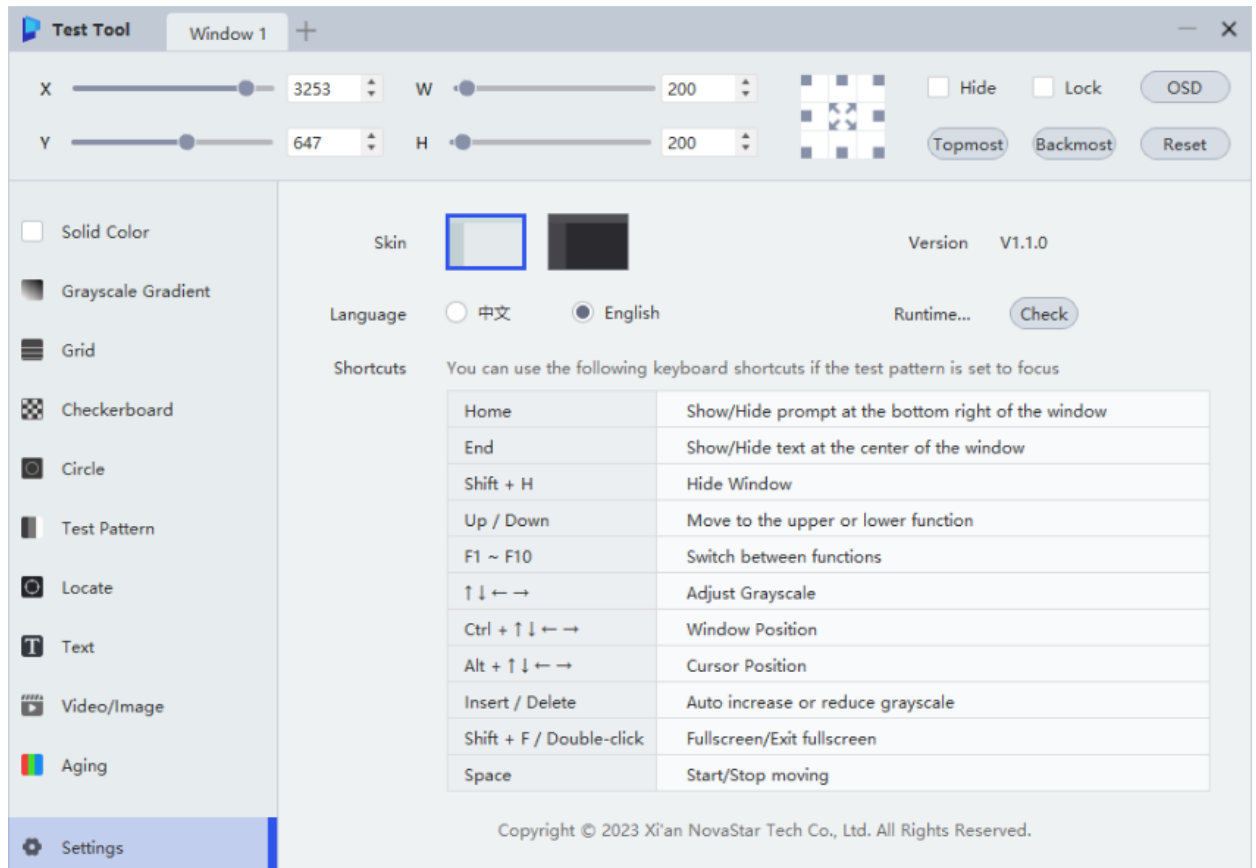 Test Tool Window 1
X 3253 W 200 Hide Lock OSD
Y 647 H 200 Topmost Backmost Reset
Solid Color
Grayscale Gradient
Grid
Checkerboard
Circle
Test Pattern
Locate
Text
Video/Image
Aging
Settings
Skin Version V1.1.0
Language 中文 English Runtime... Check
Shortcuts You can use the following keyboard shortcuts if the test pattern is set to focus
Home Show/Hide prompt at the bottom right of the window
End Show/Hide text at the center of the window
Shift + H Hide Window
Up / Down Move to the upper or lower function
F1 ~ F10 Switch between functions
↑↓←→ Adjust Grayscale
Ctrl + ↑↓←→ Window Position
Alt + ↑↓←→ Cursor Position
Insert / Delete Auto increase or reduce grayscale
Shift + F / Double-click Fullscreen/Exit fullscreen
Space Start/Stop moving
Copyright © 2023 Xi'an NovaStar Tech Co., Ltd. All Rights Reserved.